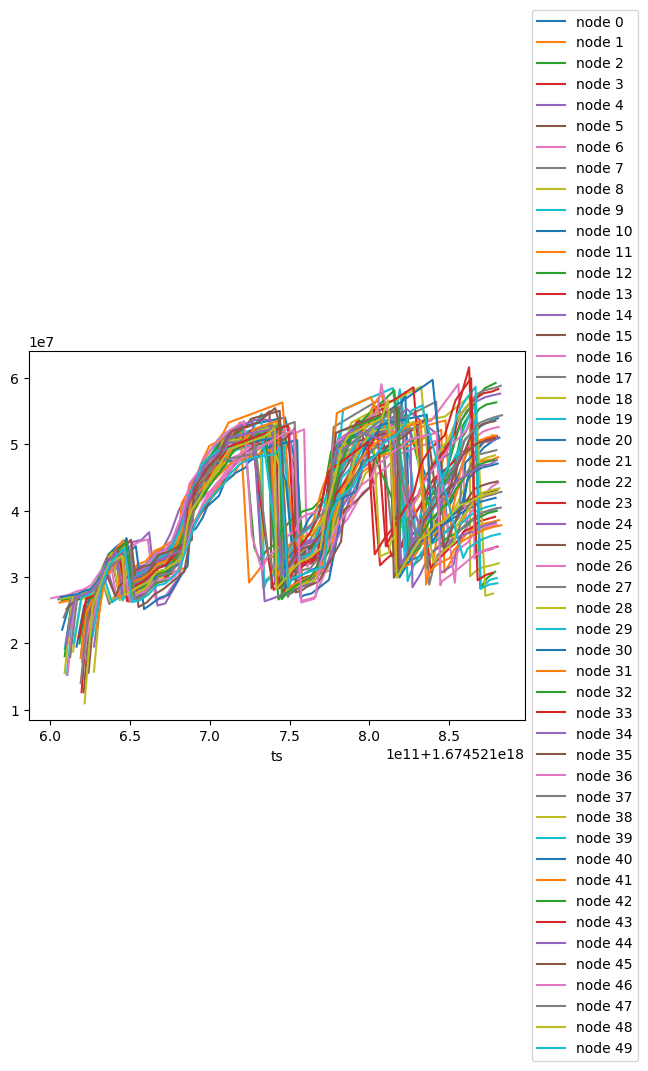 1e7
6
5
4
3
2
1
6.0 6.5 7.0 7.5 8.0 8.5
ts
1e11+1.674521e18
node 0
node 1
node 2
node 3
node 4
node 5
node 6
node 7
node 8
node 9
node 10
node 11
node 12
node 13
node 14
node 15
node 16
node 17
node 18
node 19
node 20
node 21
node 22
node 23
node 24
node 25
node 26
node 27
node 28
node 29
node 30
node 31
node 32
node 33
node 34
node 35
node 36
node 37
node 38
node 39
node 40
node 41
node 42
node 43
node 44
node 45
node 46
node 47
node 48
node 49